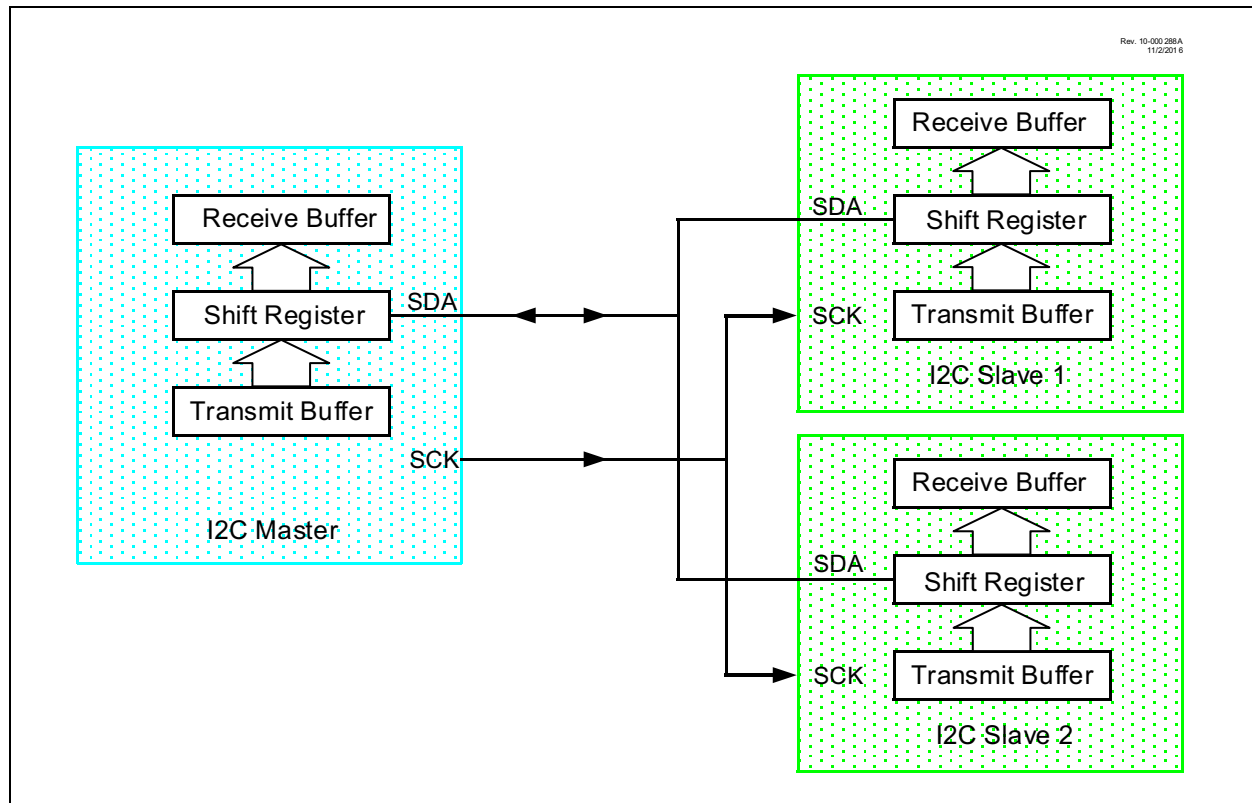 Rev. 10-000 288A
11/2/201 6
Receive Buffer
Shift Register
SDA
Transmit Buffer
SCK
I2C Master
Receive Buffer
SDA
Shift Register
SCK
Transmit Buffer
I2C Slave 1
Receive Buffer
SDA
Shift Register
SCK
Transmit Buffer
I2C Slave 2